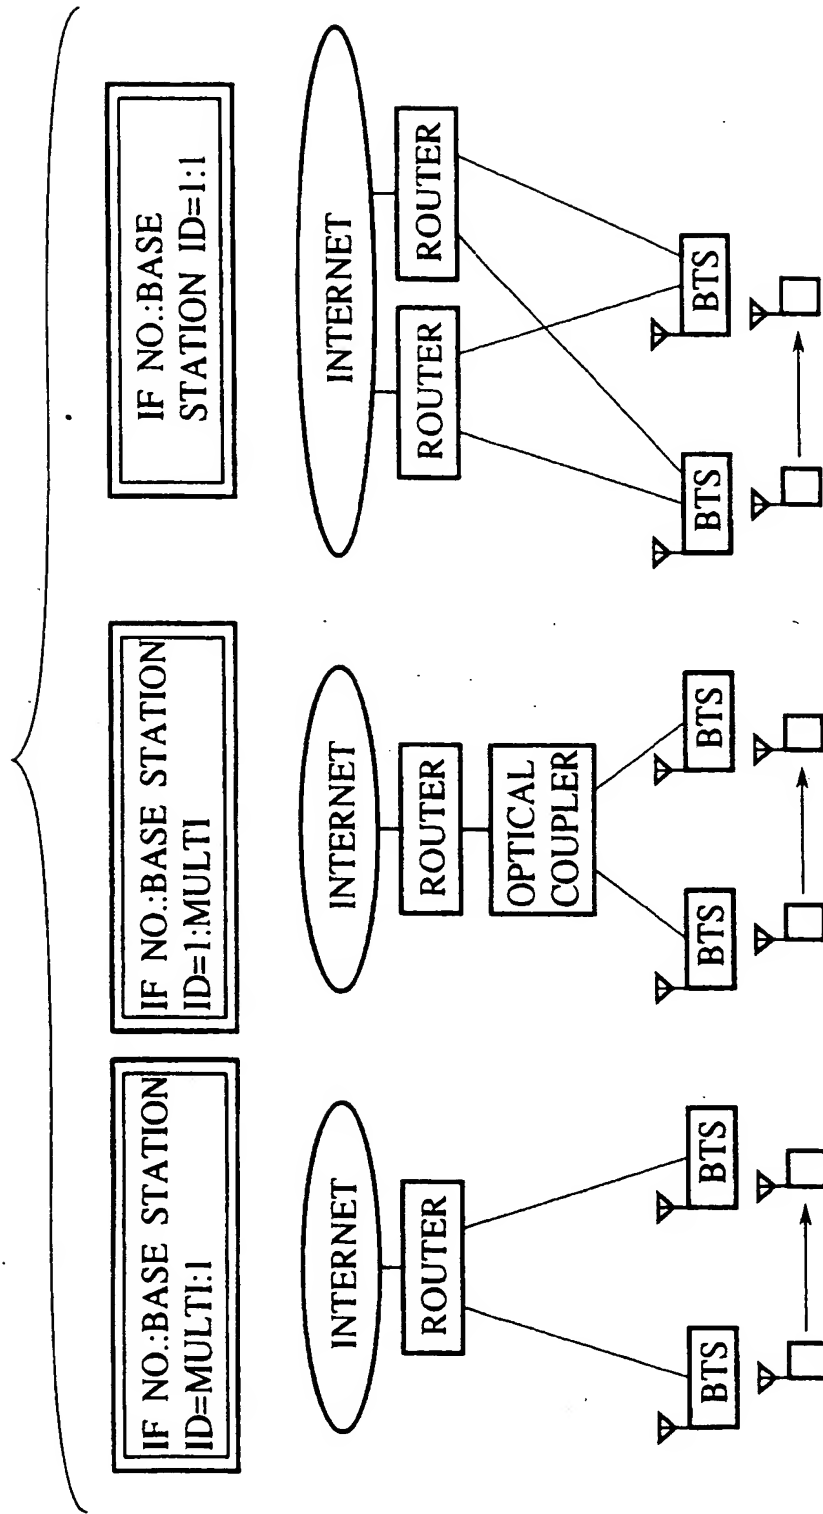 IF NO.:BASE STATION
ID=MULTI:1
INTERNET
ROUTER
BTS
BTS
IF NO.:BASE STATION
ID=1:MULTI
INTERNET
ROUTER
OPTICAL
COUPLER
BTS
BTS
IF NO.:BASE
STATION ID=1:1
INTERNET
ROUTER
ROUTER
BTS
BTS